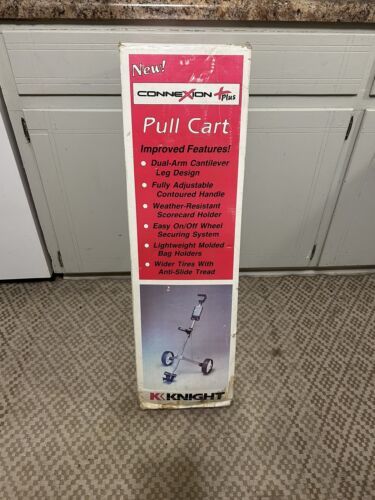 New!
CONNEXION +Plus
Pull Cart
Improved Features!
• Dual-Arm Cantilever
Leg Design
• Fully Adjustable
Contoured Handle
• Weather-Resistant
Scorecard Holder
• Easy On/Off Wheel
Securing System
• Lightweight Molded
Bag Holders
• Wider Tires With
Anti-Slide Tread
KNIGHT